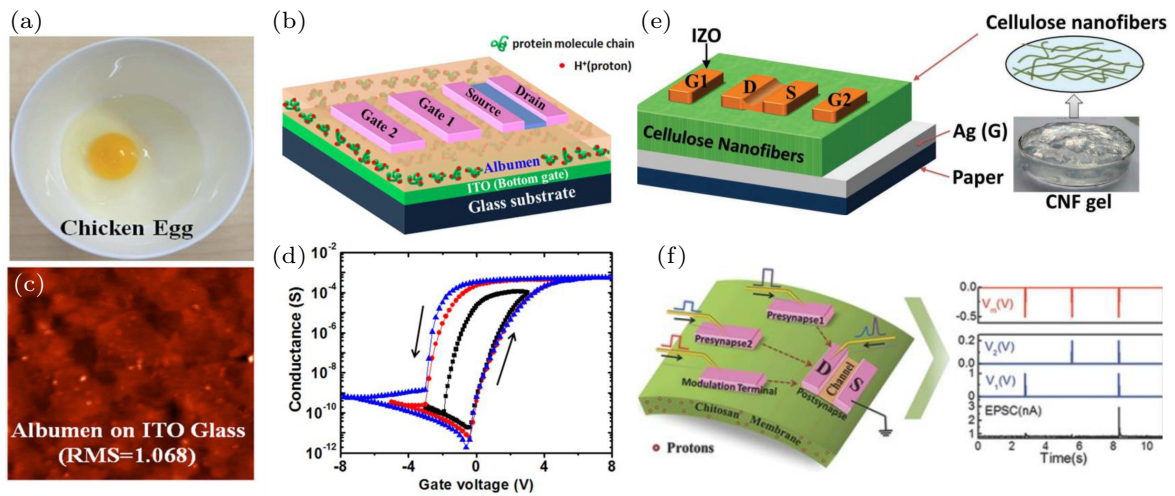 (a)
Chicken Egg
(b)
protein molecule chain
H⁺(proton)
Drain
Source
Gate 1
Gate 2
Albumen
ITO (Bottom gate)
Glass substrate
(c)
Albumen on ITO Glass
(RMS=1.068)
(d)
Conductance (S)
10⁻²
10⁻⁴
10⁻⁶
10⁻⁸
10⁻¹⁰
10⁻¹²
-8
-4
0
4
8
Gate voltage (V)
(e)
IZO
G1
D
S
G2
Cellulose Nanofibers
Cellulose nanofibers
Ag (G)
Paper
CNF gel
(f)
Presynapse1
Presynapse2
Modulation Terminal
D
Channel
S
Postsynapse
Chitosan Membrane
Protons
0.0
-0.5
Vₘ(V)
0.2
0.0
V₂(V)
1
0
V₁(V)
3
2
1
EPSC(nA)
0 2 4 6 8 10
Time(s)